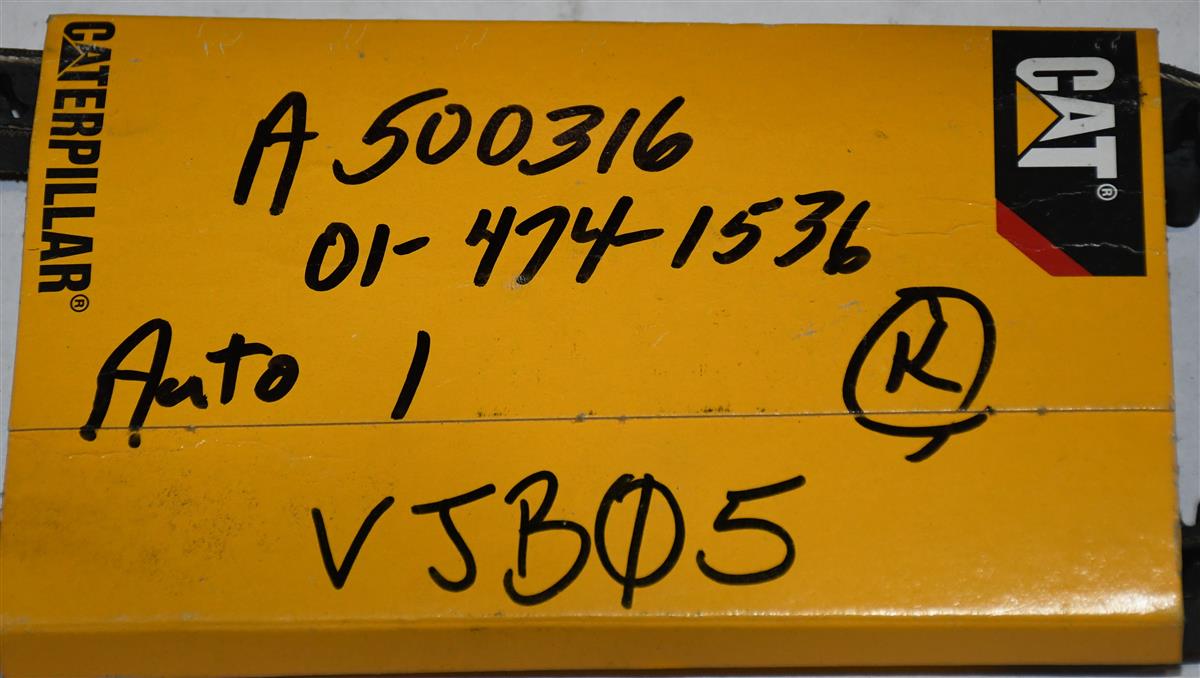 CATERPILLAR®
CAT®
A 500316
01-474-1536
Auto 1
R
VJBØ5